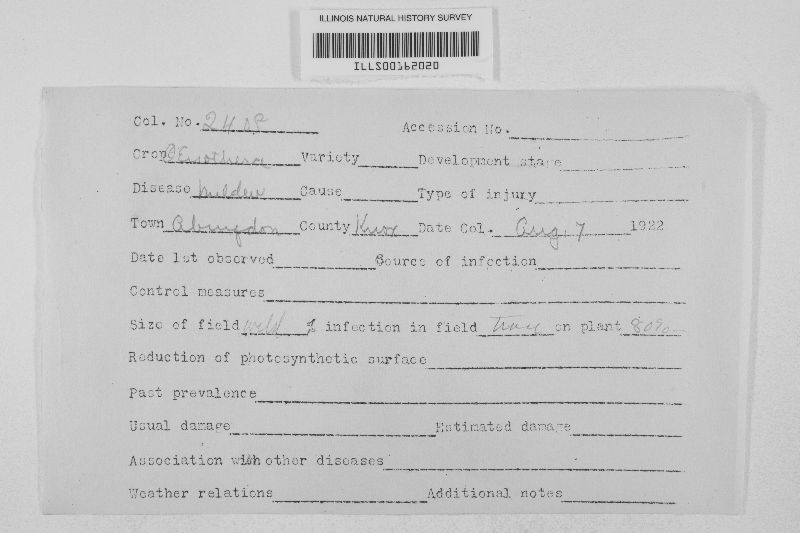 ILLINOIS NATURAL HISTORY SURVEY
ILLS00162020
Col. No. 2408 Accession No.
Crop OEnothera Variety Development stage
Disease Mildew Cause Type of injury
Town Abingdon County Knox Date Col. Aug. 7 1922
Date 1st observed Source of infection
Control measures
Size of field wild % infection in field trace on plant 80%
Reduction of photosynthetic surface
Past prevalence
Usual damage Estimated damage
Association with other diseases
Weather relations Additional notes